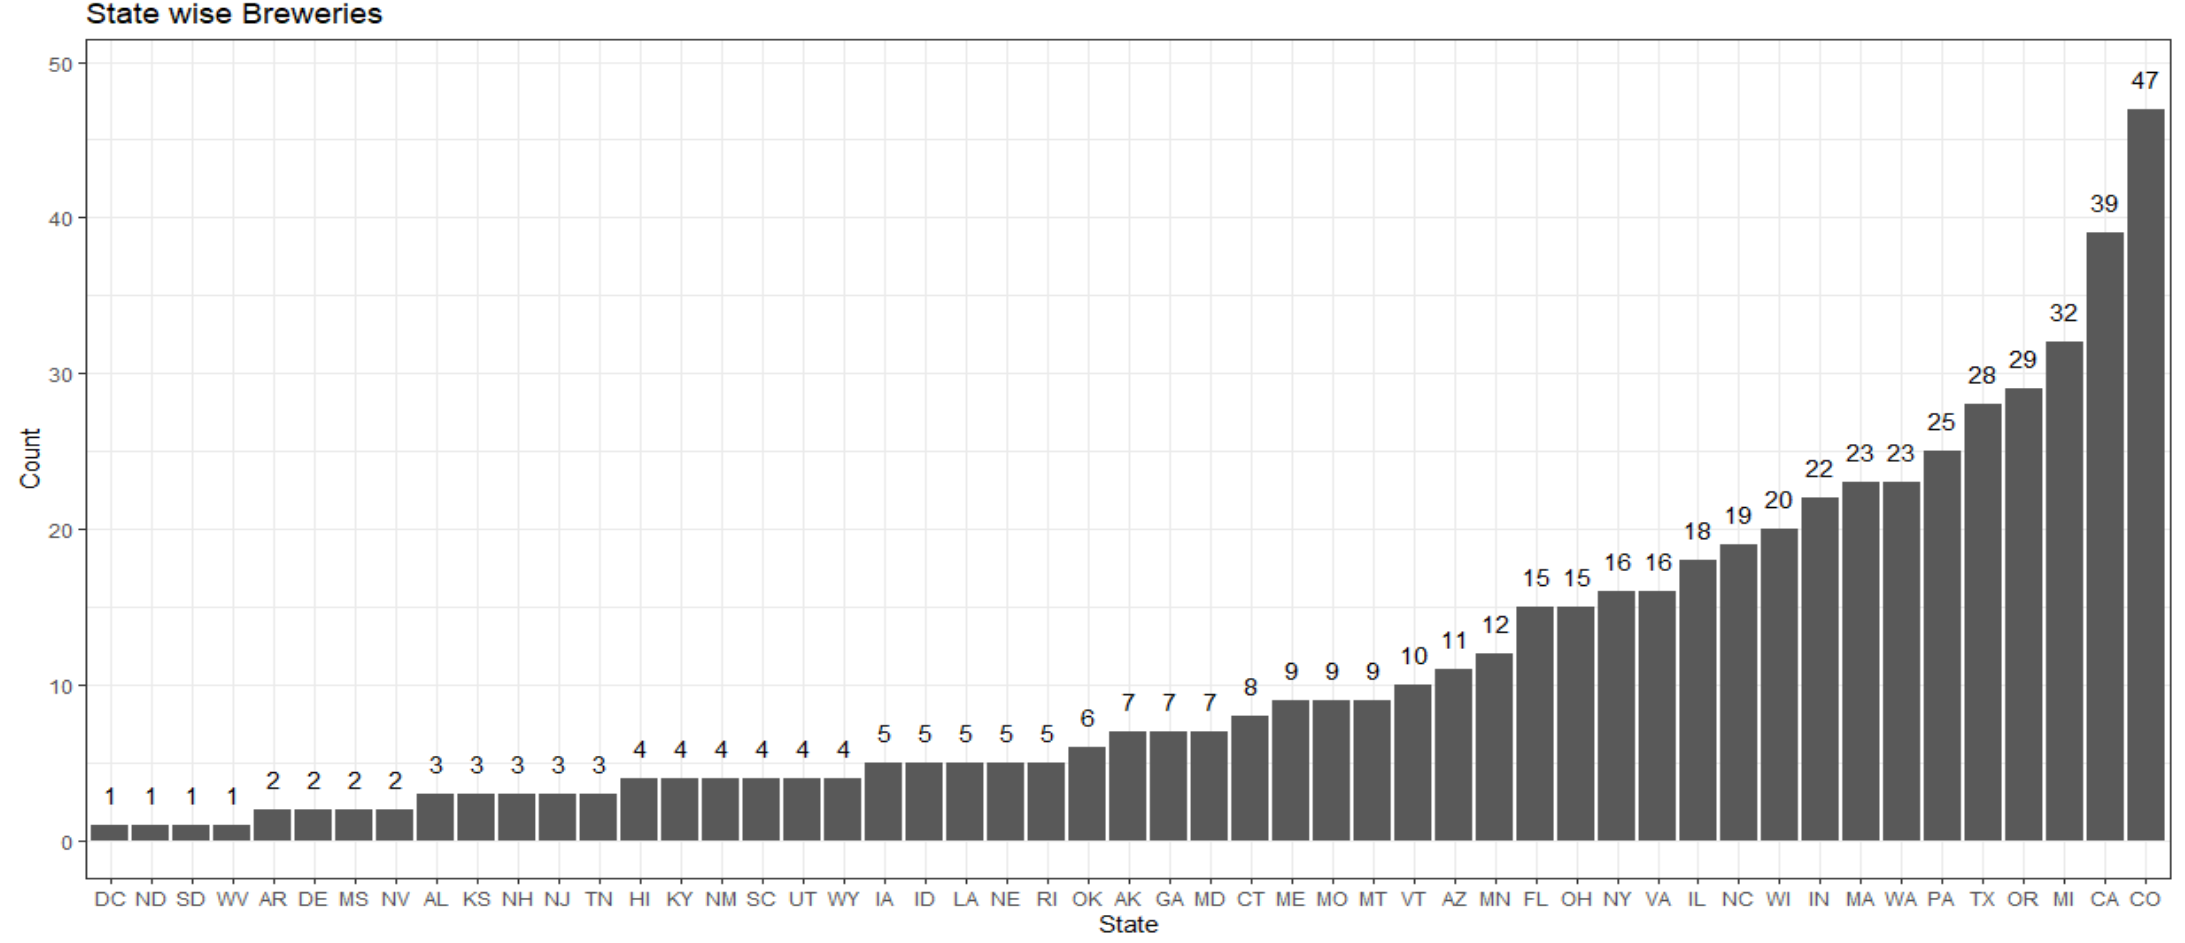 State wise Breweries
50
47
40
39
32
30
29
28
25
23 23
22
20
20
19
18
16 16
15 15
12
11
10
10
9 9 9
8
7 7 7
6
5 5 5 5 5
4 4 4 4 4 4
3 3 3 3 3
2 2 2 2
1 1 1 1
0
Count
DC ND SD WV AR DE MS NV AL KS NH NJ TN HI KY NM SC UT WY IA ID LA NE RI OK AK GA MD CT ME MO MT VT AZ MN FL OH NY VA IL NC WI IN MA WA PA TX OR MI CA CO
State